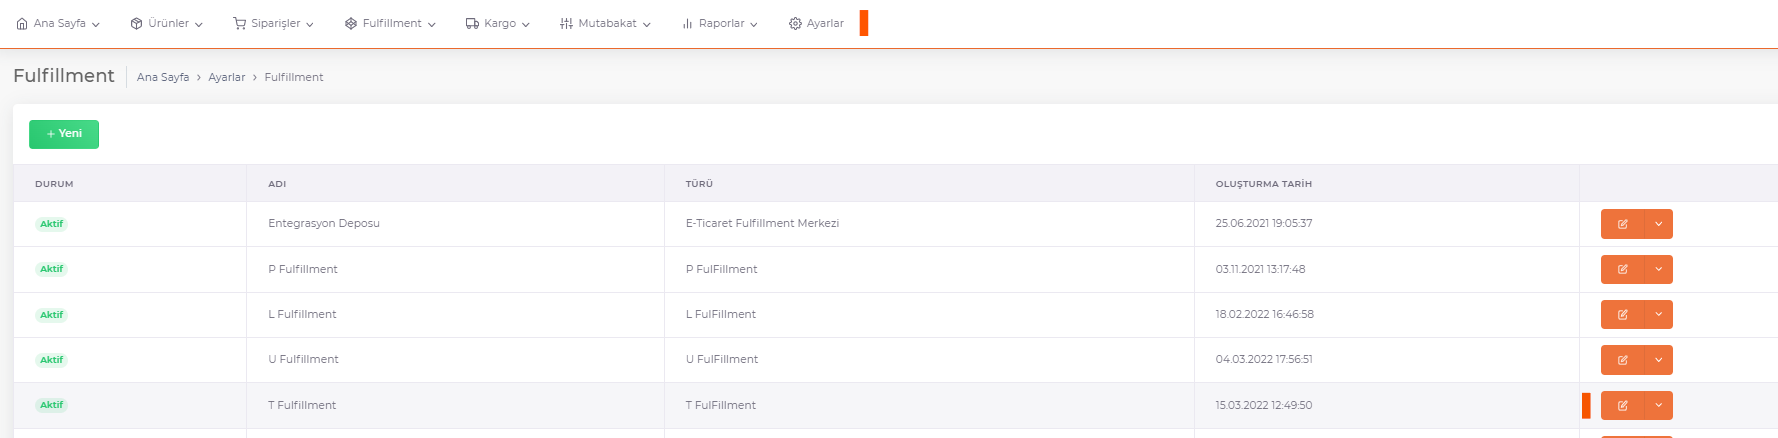 Ana Sayfa Ürünler Siparişler Fulfillment Kargo Mutabakat Raporlar Ayarlar
Fulfillment Ana Sayfa > Ayarlar > Fulfillment
+ Yeni
DURUM ADI TÜRÜ OLUŞTURMA TARİH
Aktif Entegrasyon Deposu E-Ticaret Fulfillment Merkezi 25.06.2021 19:05:37
Aktif P Fulfillment P FulFillment 03.11.2021 13:17:48
Aktif L Fulfillment L FulFillment 18.02.2022 16:46:58
Aktif U Fulfillment U FulFillment 04.03.2022 17:56:51
Aktif T Fulfillment T FulFillment 15.03.2022 12:49:50